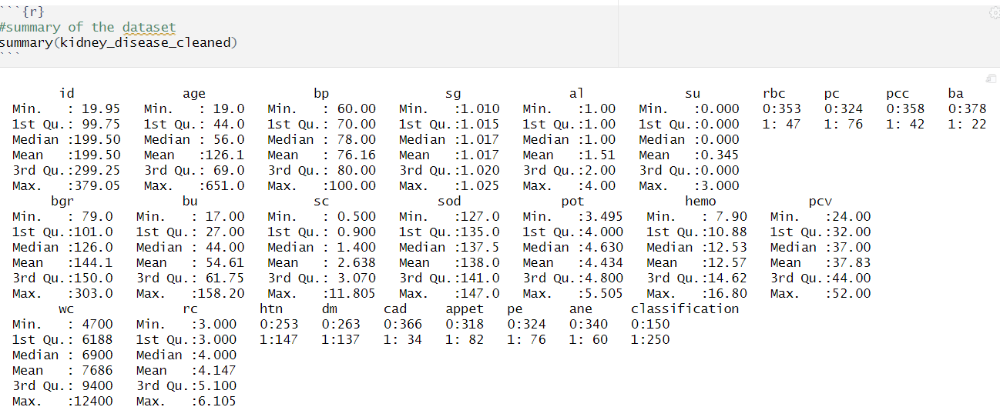 ```{r}
#summary of the dataset
summary(kidney_disease_cleaned)
```
id age bp sg al su rbc pc pcc ba
Min. : 19.95 Min. : 19.0 Min. : 60.00 Min. :1.010 Min. :1.00 Min. :0.000 0:353 0:324 0:358 0:378
1st Qu.: 99.75 1st Qu.: 44.0 1st Qu.: 70.00 1st Qu.:1.015 1st Qu.:1.00 1st Qu.:0.000 1: 47 1: 76 1: 42 1: 22
Median :199.50 Median : 56.0 Median : 78.00 Median :1.017 Median :1.00 Median :0.000
Mean :199.50 Mean :126.1 Mean : 76.16 Mean :1.017 Mean :1.51 Mean :0.345
3rd Qu.:299.25 3rd Qu.: 69.0 3rd Qu.: 80.00 3rd Qu.:1.020 3rd Qu.:2.00 3rd Qu.:0.000
Max. :379.05 Max. :651.0 Max. :100.00 Max. :1.025 Max. :4.00 Max. :3.000
bgr bu sc sod pot hemo pcv
Min. : 79.0 Min. : 17.00 Min. : 0.500 Min. :127.0 Min. :3.495 Min. : 7.90 Min. :24.00
1st Qu.:101.0 1st Qu.: 27.00 1st Qu.: 0.900 1st Qu.:135.0 1st Qu.:4.000 1st Qu.:10.88 1st Qu.:32.00
Median :126.0 Median : 44.00 Median : 1.400 Median :137.5 Median :4.630 Median :12.53 Median :37.00
Mean :144.1 Mean : 54.61 Mean : 2.638 Mean :138.0 Mean :4.434 Mean :12.57 Mean :37.83
3rd Qu.:150.0 3rd Qu.: 61.75 3rd Qu.: 3.070 3rd Qu.:141.0 3rd Qu.:4.800 3rd Qu.:14.62 3rd Qu.:44.00
Max. :303.0 Max. :158.20 Max. :11.805 Max. :147.0 Max. :5.505 Max. :16.80 Max. :52.00
wc rc htn dm cad appet pe ane classification
Min. : 4700 Min. :3.000 0:253 0:263 0:366 0:318 0:324 0:340 0:150
1st Qu.: 6188 1st Qu.:3.000 1:147 1:137 1: 34 1: 82 1: 76 1: 60 1:250
Median : 6900 Median :4.000
Mean : 7686 Mean :4.147
3rd Qu.: 9400 3rd Qu.:5.100
Max. :12400 Max. :6.105